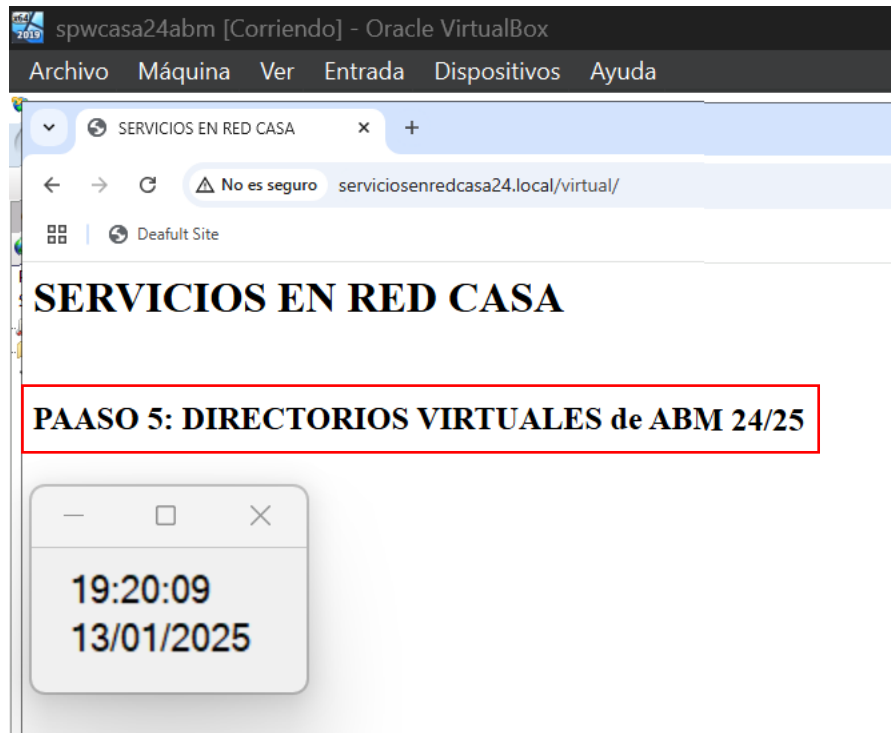 x64
2019
spwcasa24abm [Corriendo] - Oracle VirtualBox
Archivo Máquina Ver Entrada Dispositivos Ayuda
SERVICIOS EN RED CASA
No es seguro serviciosenredcasa24.local/virtual/
Deafult Site
SERVICIOS EN RED CASA
PAASO 5: DIRECTORIOS VIRTUALES de ABM 24/25
19:20:09
13/01/2025